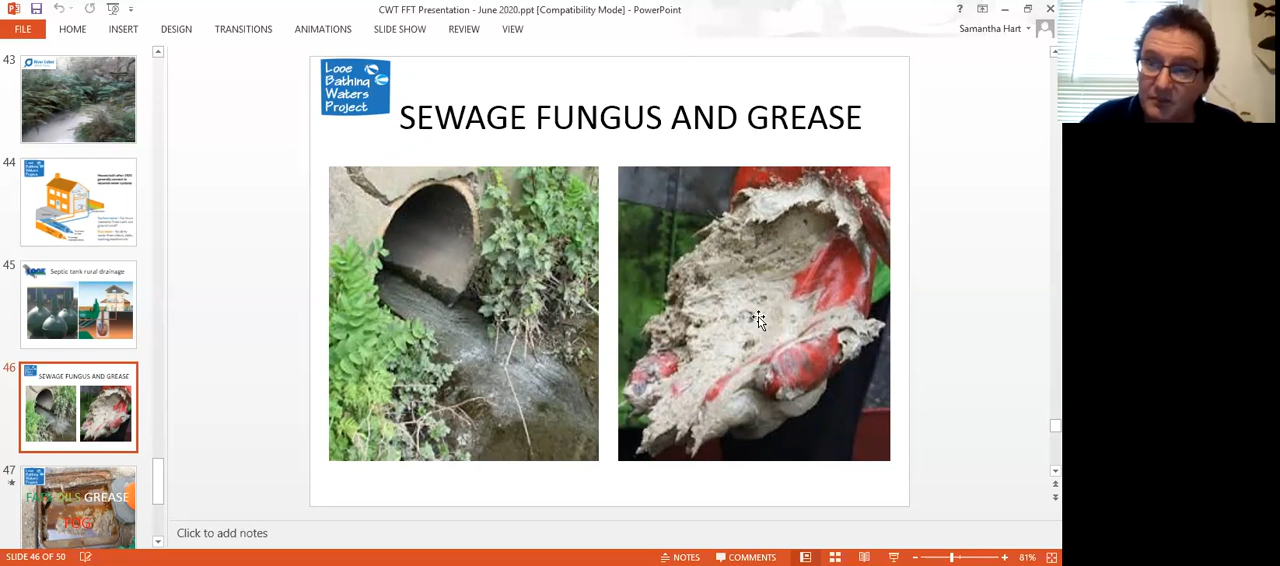 CWT FFT Presentation - June 2020.ppt [Compatibility Mode] - PowerPoint
?
FILE HOME INSERT DESIGN TRANSITIONS ANIMATIONS SLIDE SHOW REVIEW VIEW
Samantha Hart
43
44
45
Septic tank rural drainage
46
SEWAGE FUNGUS AND GREASE
47
FATS OILS GREASE
FOG
Looe
Bathing
Waters
Project
SEWAGE FUNGUS AND GREASE
Click to add notes
SLIDE 46 OF 50
NOTES
COMMENTS
81%